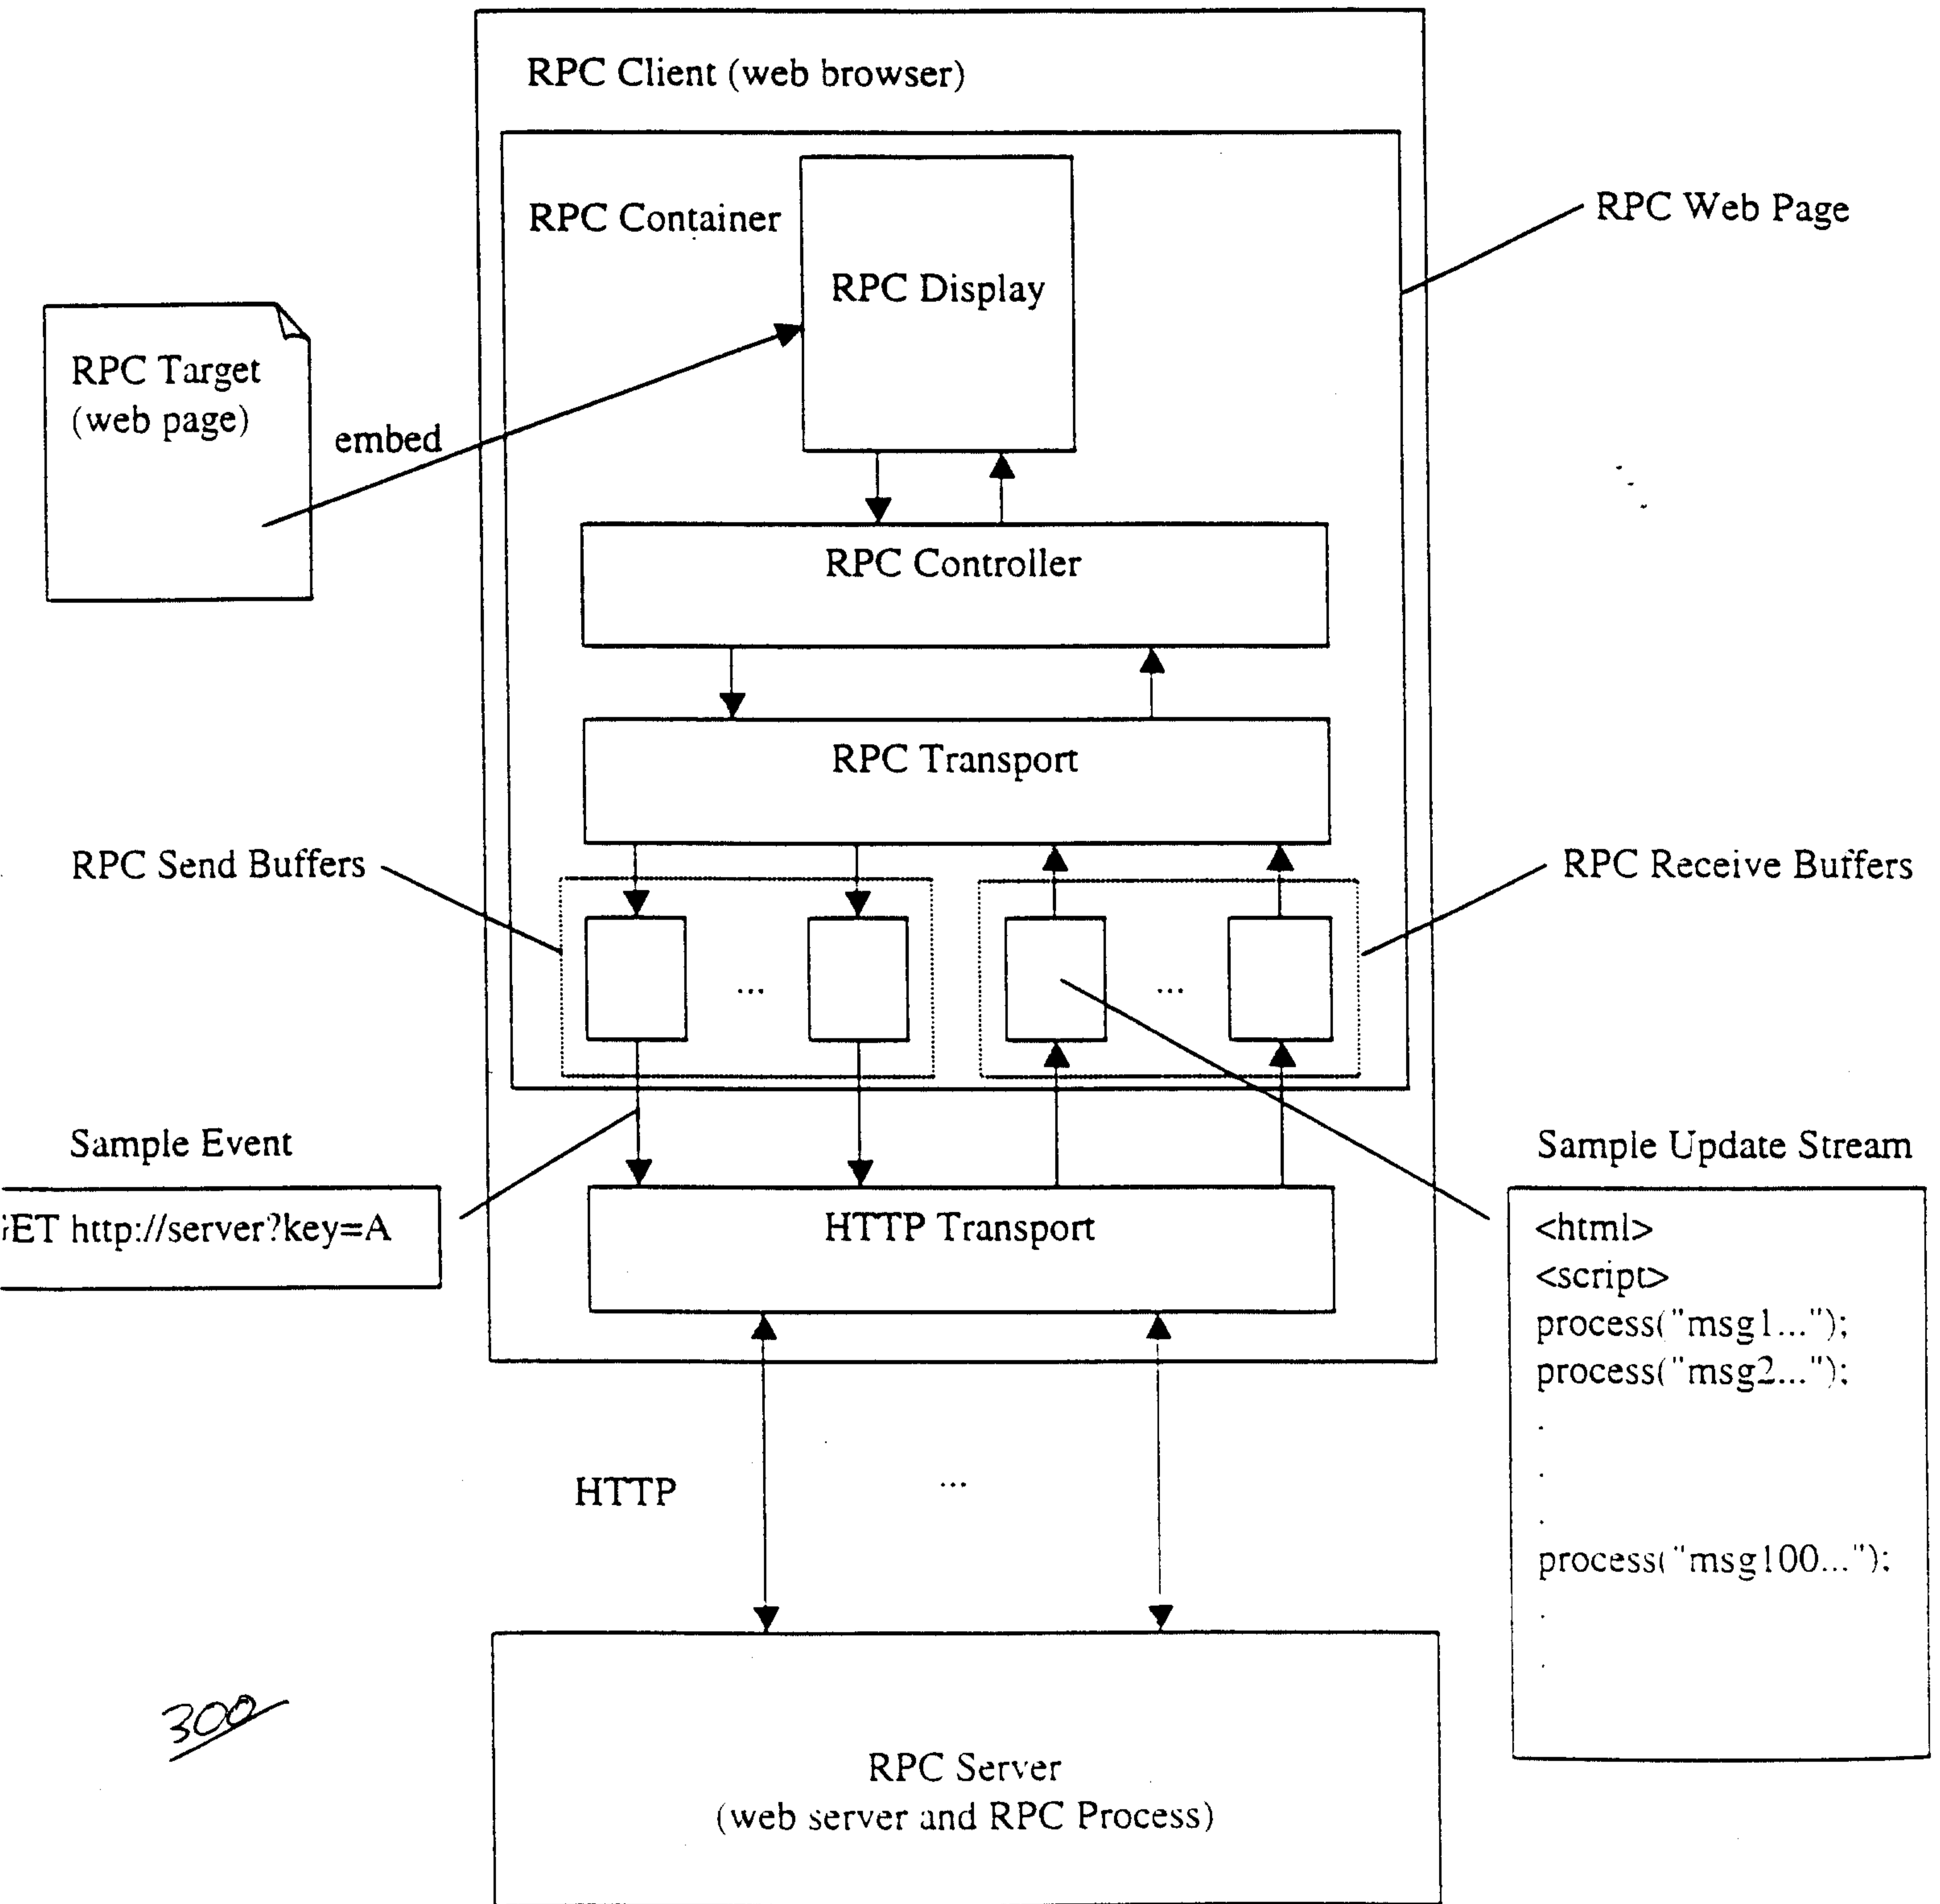 RPC Client (web browser)
RPC Container
RPC Web Page
RPC Display
RPC Target
(web page)
embed
RPC Controller
RPC Transport
RPC Send Buffers
RPC Receive Buffers
...
...
Sample Event
Sample Update Stream
ET http://server?key=A
HTTP Transport
<html>
<script>
process("msg1...");
process("msg2...");
.
.
.
process("msg100...");
.
.
HTTP
...
300
RPC Server
(web server and RPC Process)